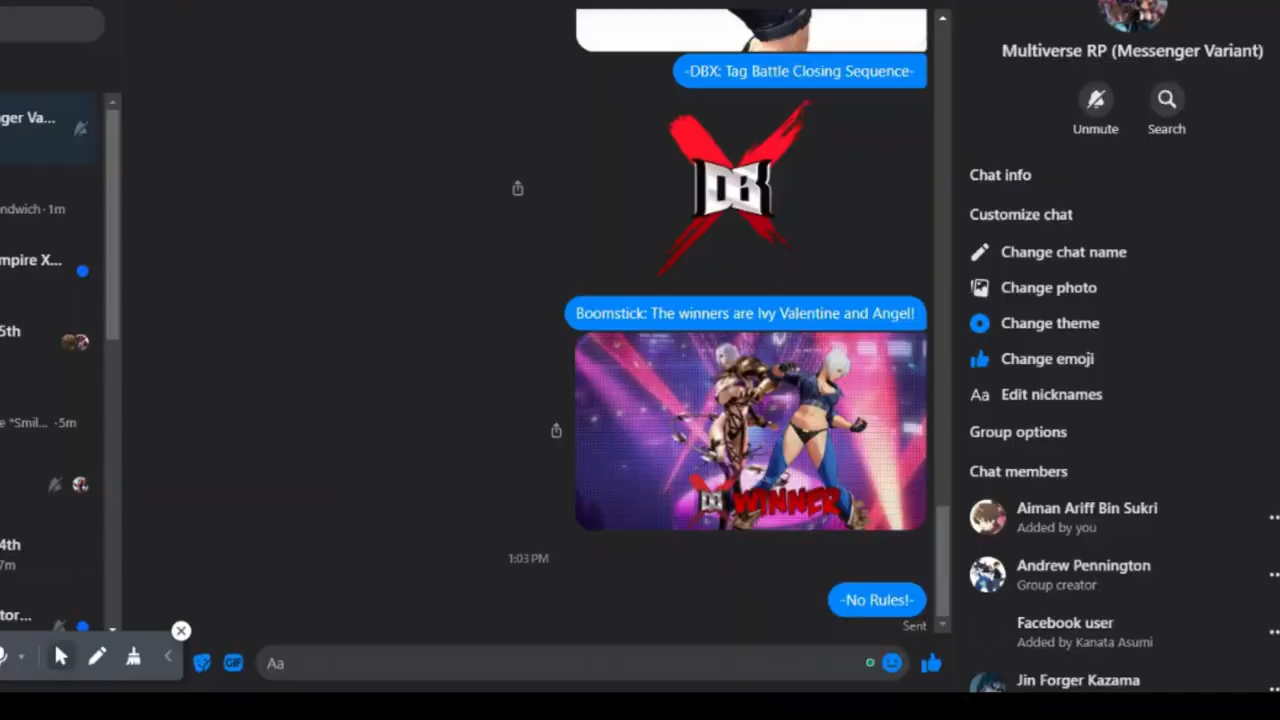 ger Va...
ndwich · 1m
mpire X...
5th
e *Smil... · 5m
4th
7m
tor...
-DBX: Tag Battle Closing Sequence-
DBX
Boomstick: The winners are Ivy Valentine and Angel!
DBX WINNER
1:03 PM
-No Rules!-
Sent
GIF
Aa
Multiverse RP (Messenger Variant)
Unmute
Search
Chat info
Customize chat
Change chat name
Change photo
Change theme
Change emoji
Aa Edit nicknames
Group options
Chat members
Aiman Ariff Bin Sukri
Added by you
Andrew Pennington
Group creator
Facebook user
Added by Kanata Asumi
Jin Forger Kazama